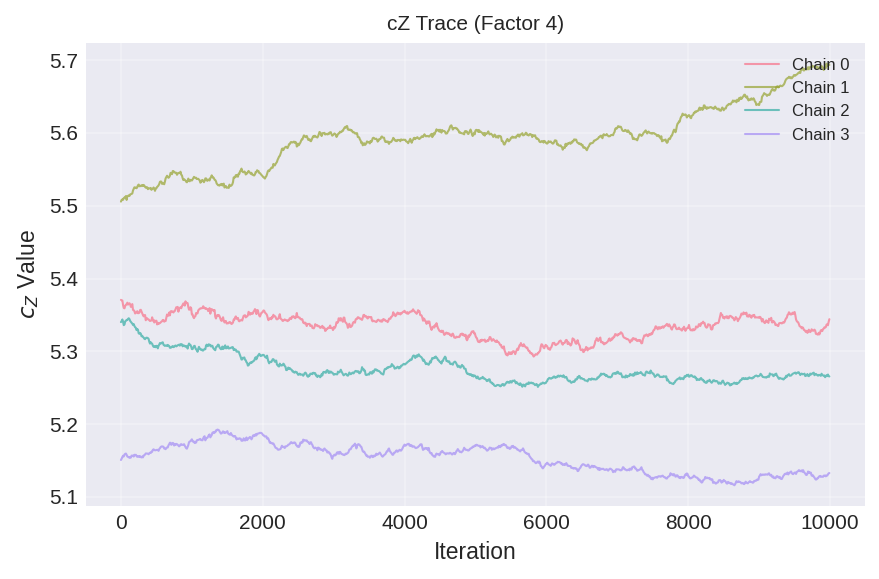 cZ Trace (Factor 4)
5.7
5.6
5.5
5.4
5.3
5.2
5.1
cZ Value
Chain 0
Chain 1
Chain 2
Chain 3
0 2000 4000 6000 8000 10000
Iteration